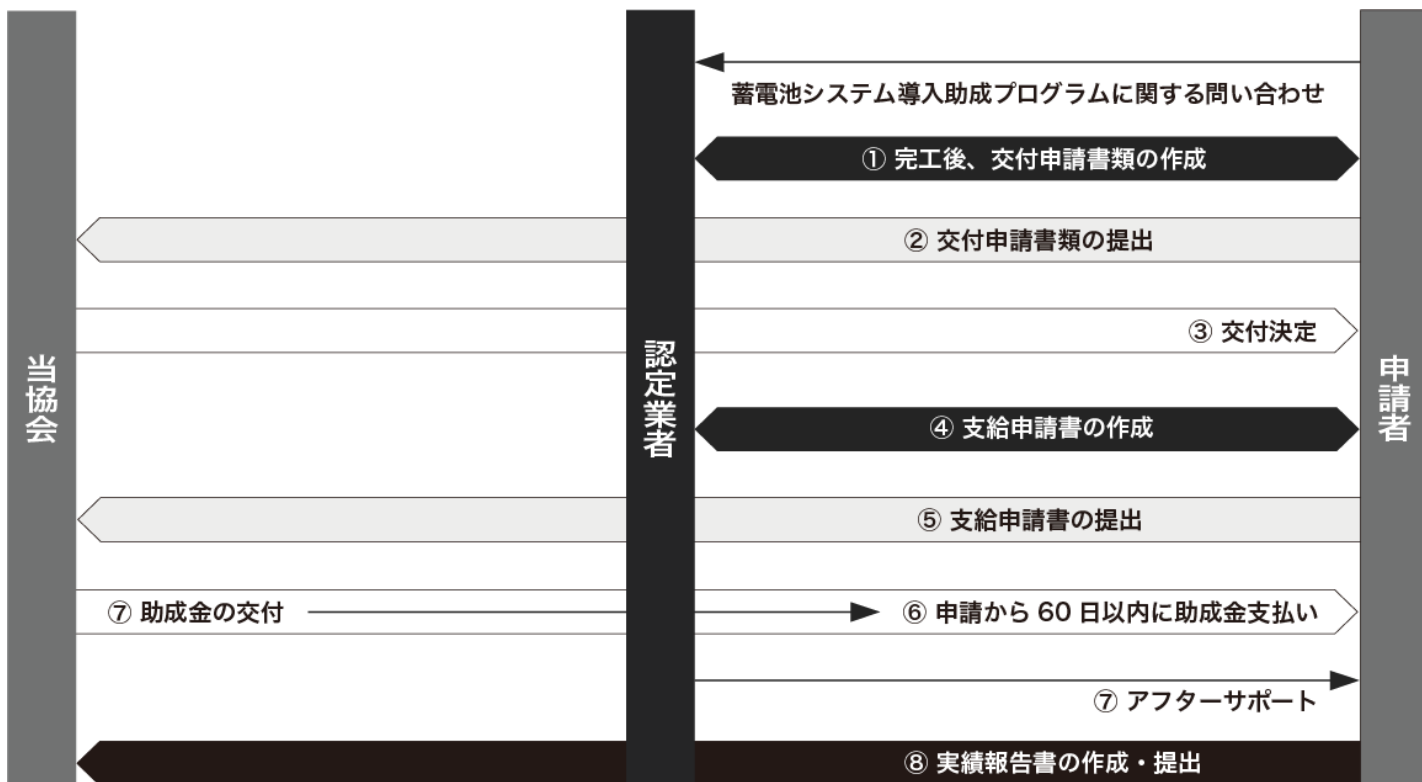 蓄電池システム導入助成プログラムに関する問い合わせ
① 完工後、交付申請書類の作成
② 交付申請書類の提出
③ 交付決定
当協会
認定業者
申請者
④ 支給申請書の作成
⑤ 支給申請書の提出
⑦ 助成金の交付
⑥ 申請から 60 日以内に助成金支払い
⑦ アフターサポート
⑧ 実績報告書の作成・提出